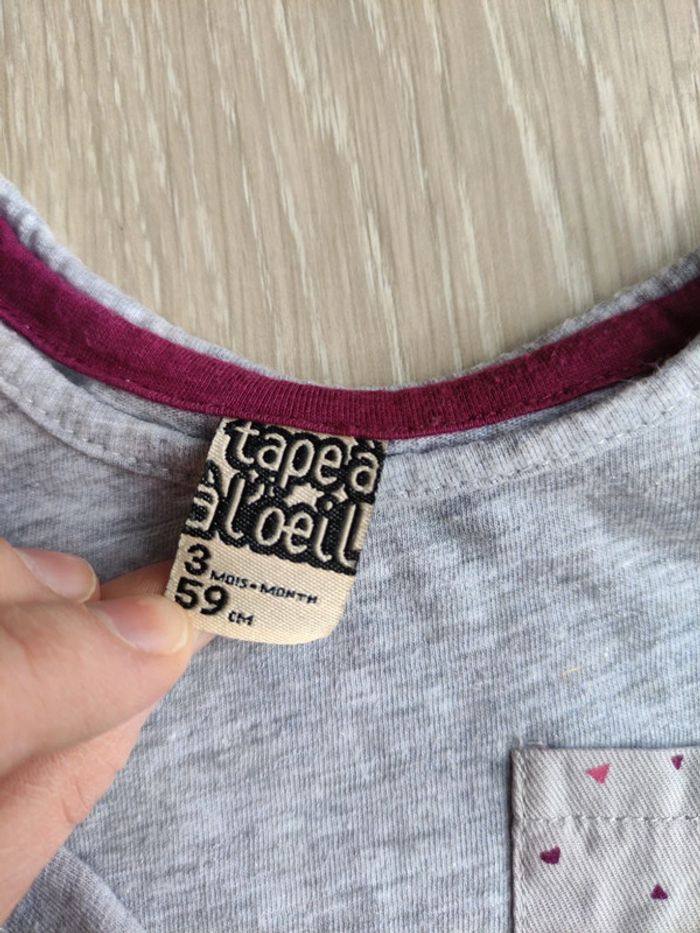 tape à
à l'oeil
3 MOIS - MONTH
59 CM